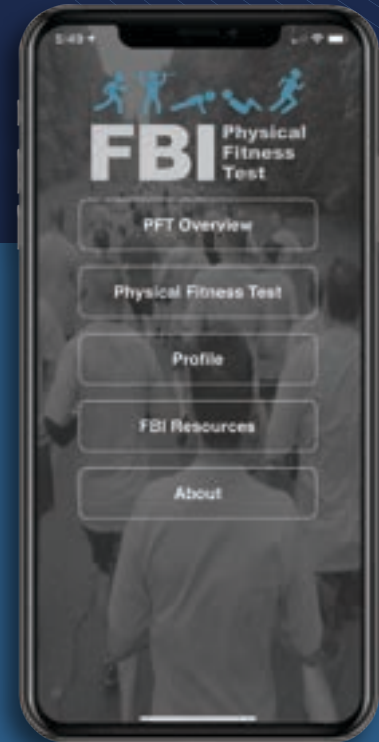 5:49
FBI
Physical
Fitness
Test
PFT Overview
Physical Fitness Test
Profile
FBI Resources
About